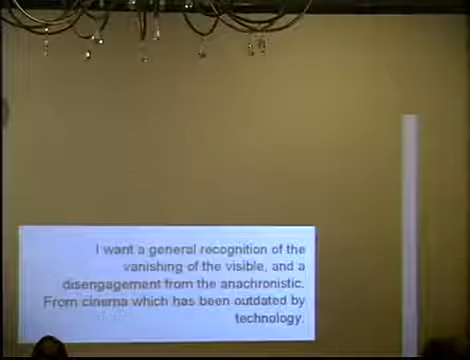 I want a general recognition of the
vanishing of the visible, and a
disengagement from the anachronistic.
From cinema which has been outdated by
technology.